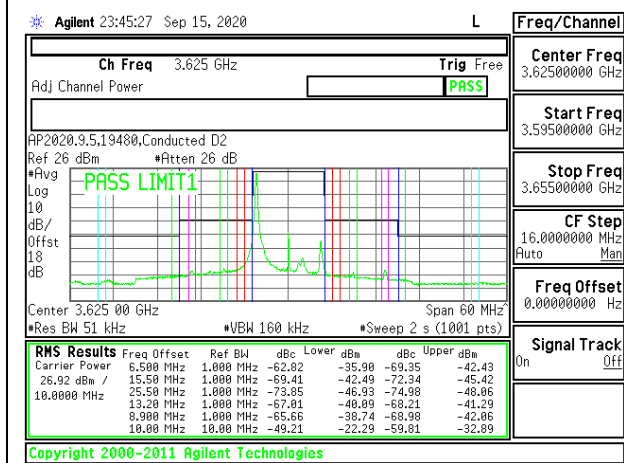 Agilent 23:45:27 Sep 15, 2020 L
Ch Freq 3.625 GHz Trig Free
Adj Channel Power PASS
AP2020.9.5,19480,Conducted D2
Ref 26 dBm #Atten 26 dB
#Avg
Log
10
dB/
Offst
18
dB
PASS LIMIT1
Center 3.625 00 GHz Span 60 MHz
#Res BW 51 kHz #VBW 160 kHz #Sweep 2 s (1001 pts)
RMS Results Freq Offset Ref BW dBc Lower dBm dBc Upper dBm
Carrier Power 6.500 MHz 1.000 MHz -62.82 -35.90 -69.35 -42.43
26.92 dBm / 15.50 MHz 1.000 MHz -69.41 -42.49 -72.34 -45.42
10.0000 MHz 25.50 MHz 1.000 MHz -73.85 -46.93 -74.98 -48.06
13.20 MHz 1.000 MHz -67.01 -40.09 -68.21 -41.29
8.900 MHz 1.000 MHz -65.66 -38.74 -68.98 -42.06
10.00 MHz 10.00 MHz -49.21 -22.29 -59.81 -32.89
Copyright 2000-2011 Agilent Technologies
Freq/Channel
Center Freq
3.62500000 GHz
Start Freq
3.59500000 GHz
Stop Freq
3.65500000 GHz
CF Step
16.0000000 MHz
Auto Man
Freq Offset
0.00000000 Hz
Signal Track
On Off